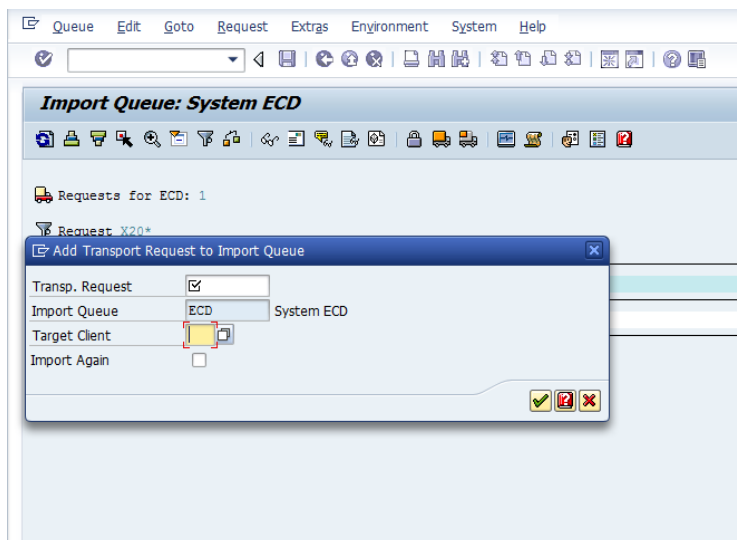 Queue Edit Goto Request Extras Environment System Help
Import Queue: System ECD
Requests for ECD: 1
Request X20*
Add Transport Request to Import Queue
Transp. Request
Import Queue ECD System ECD
Target Client
Import Again